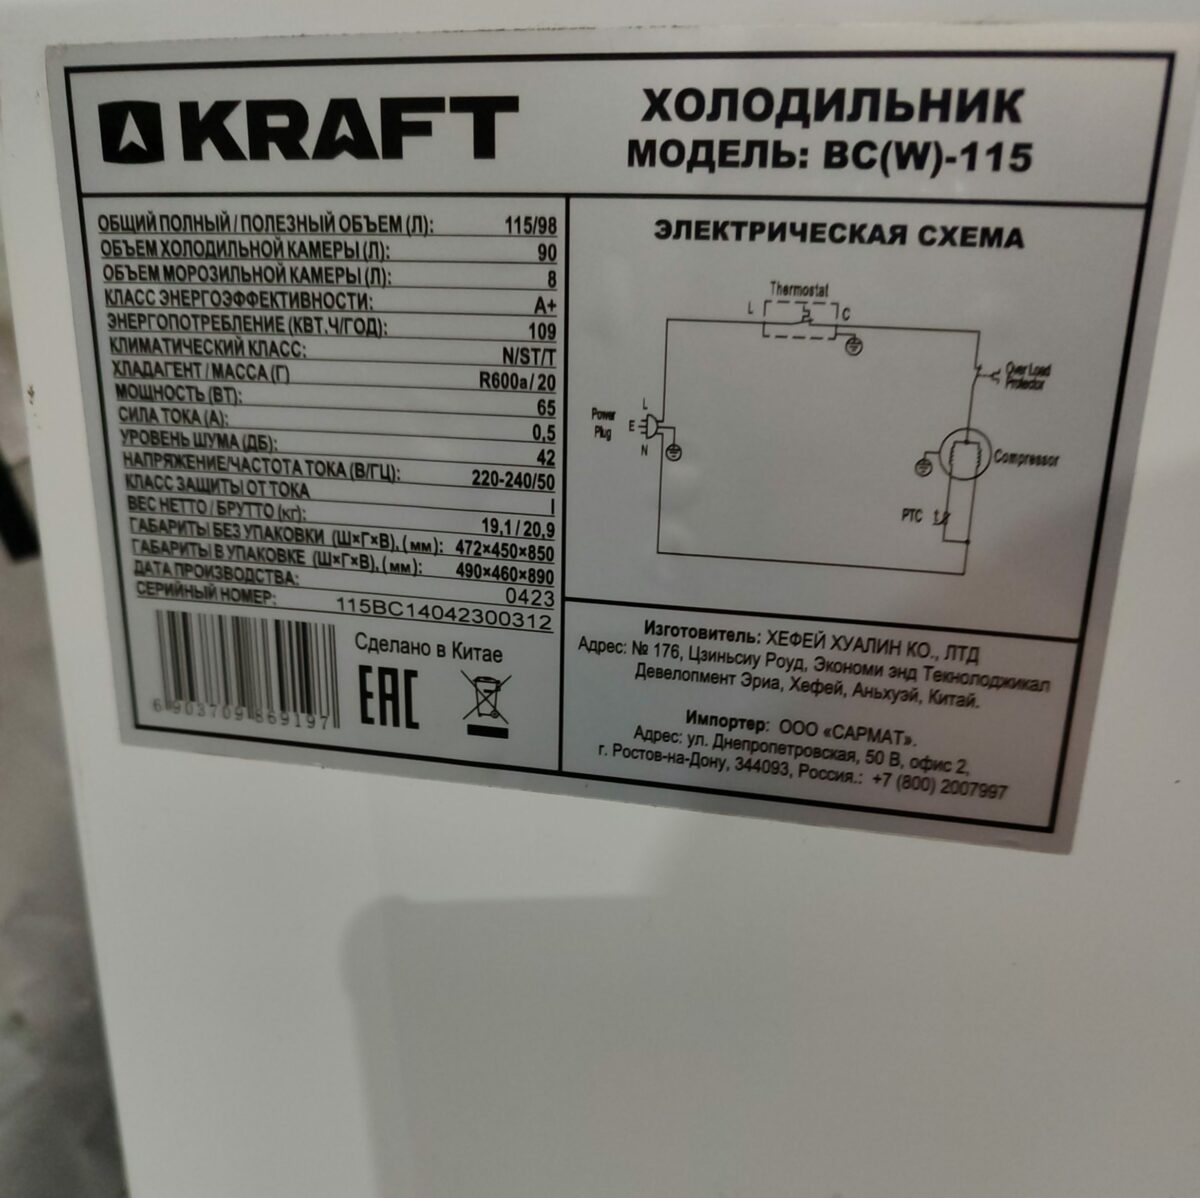 KRAFT
ХОЛОДИЛЬНИК
МОДЕЛЬ: BC(W)-115
ОБЩИЙ ПОЛНЫЙ / ПОЛЕЗНЫЙ ОБЪЕМ (Л): 115/98
ОБЪЕМ ХОЛОДИЛЬНОЙ КАМЕРЫ (Л): 90
ОБЪЕМ МОРОЗИЛЬНОЙ КАМЕРЫ (Л): 8
КЛАСС ЭНЕРГОЭФФЕКТИВНОСТИ: A+
ЭНЕРГОПОТРЕБЛЕНИЕ (КВТ.Ч/ГОД): 109
КЛИМАТИЧЕСКИЙ КЛАСС: N/ST/T
ХЛАДАГЕНТ / МАССА (Г) R600a/ 20
МОЩНОСТЬ (ВТ): 65
СИЛА ТОКА (А): 0,5
УРОВЕНЬ ШУМА (ДБ): 42
НАПРЯЖЕНИЕ/ЧАСТОТА ТОКА (В/ГЦ): 220-240/50
КЛАСС ЗАЩИТЫ ОТ ТОКА I
ВЕС НЕТТО / БРУТТО (кг): 19,1 / 20,9
ГАБАРИТЫ БЕЗ УПАКОВКИ (Ш×Г×В), (мм): 472×450×850
ГАБАРИТЫ В УПАКОВКЕ (Ш×Г×В), (мм): 490×460×890
ДАТА ПРОИЗВОДСТВА: 0423
СЕРИЙНЫЙ НОМЕР: 115BC14042300312
6 903709 869197
Сделано в Китае
EAC
ЭЛЕКТРИЧЕСКАЯ СХЕМА
Thermostat
L C
Over Load
Protector
Power
Plug
L
E
N
Compressor
PTC
Изготовитель: ХЕФЕЙ ХУАЛИН КО., ЛТД
Адрес: № 176, Цзиньсиу Роуд, Экономи энд Текнолоджикал
Девелопмент Эриа, Хефей, Аньхуэй, Китай.
Импортер: ООО «САРМАТ».
Адрес: ул. Днепропетровская, 50 В, офис 2,
г. Ростов-на-Дону, 344093, Россия.: +7 (800) 2007997